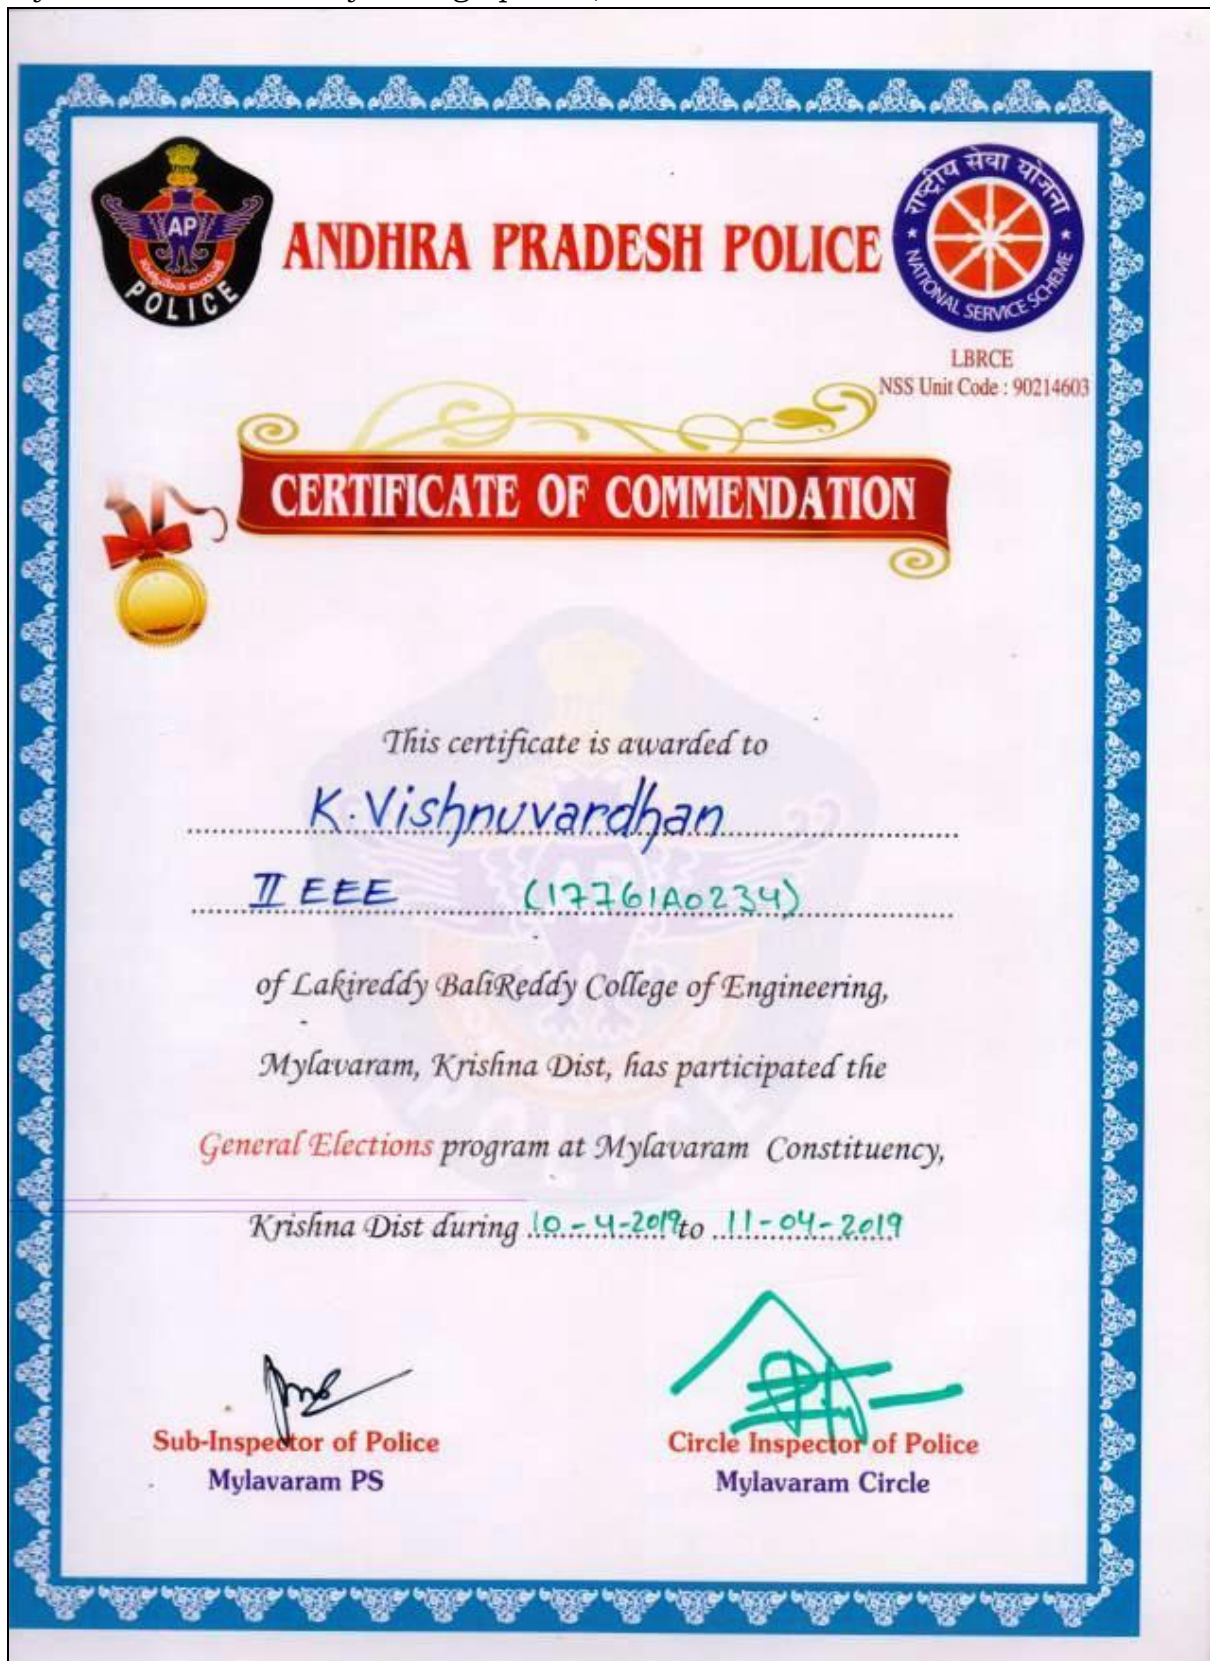 AP
POLICE
ANDHRA PRADESH POLICE
राष्ट्रीय सेवा योजना
NATIONAL SERVICE SCHEME
LBRCE
NSS Unit Code : 90214603
CERTIFICATE OF COMMENDATION
This certificate is awarded to
K. Vishnuvardhan
II EEE (17761A0234)
of Lakireddy BaliReddy College of Engineering,
Mylavaram, Krishna Dist, has participated the
General Elections program at Mylavaram Constituency,
Krishna Dist during 10-4-2019 to 11-04-2019
Sub-Inspector of Police
Mylavaram PS
Circle Inspector of Police
Mylavaram Circle